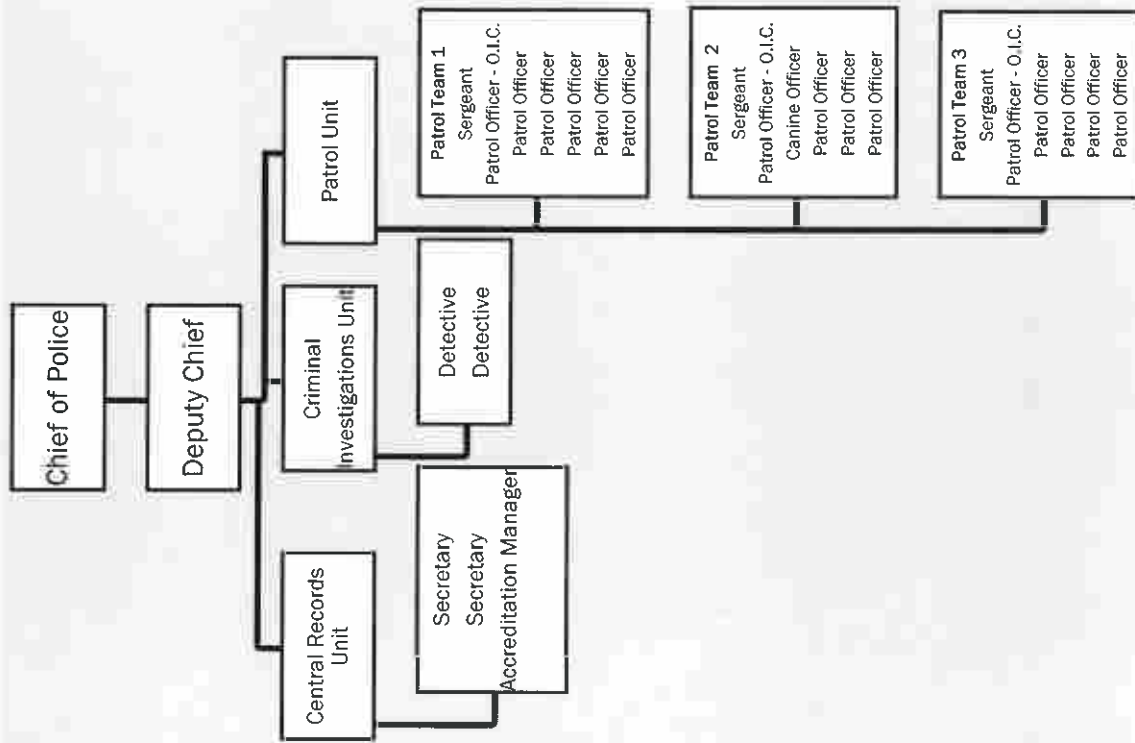 Chief of Police
Deputy Chief
Central Records
Unit
Criminal
Investigations Unit
Patrol Unit
Secretary
Secretary
Accreditation Manager
Detective
Detective
Patrol Team 1
Sergeant
Patrol Officer - O.I.C.
Patrol Officer
Patrol Officer
Patrol Officer
Patrol Officer
Patrol Officer
Patrol Team 2
Sergeant
Patrol Officer - O.I.C.
Canine Officer
Patrol Officer
Patrol Officer
Patrol Officer
Patrol Team 3
Sergeant
Patrol Officer - O.I.C.
Patrol Officer
Patrol Officer
Patrol Officer
Patrol Officer